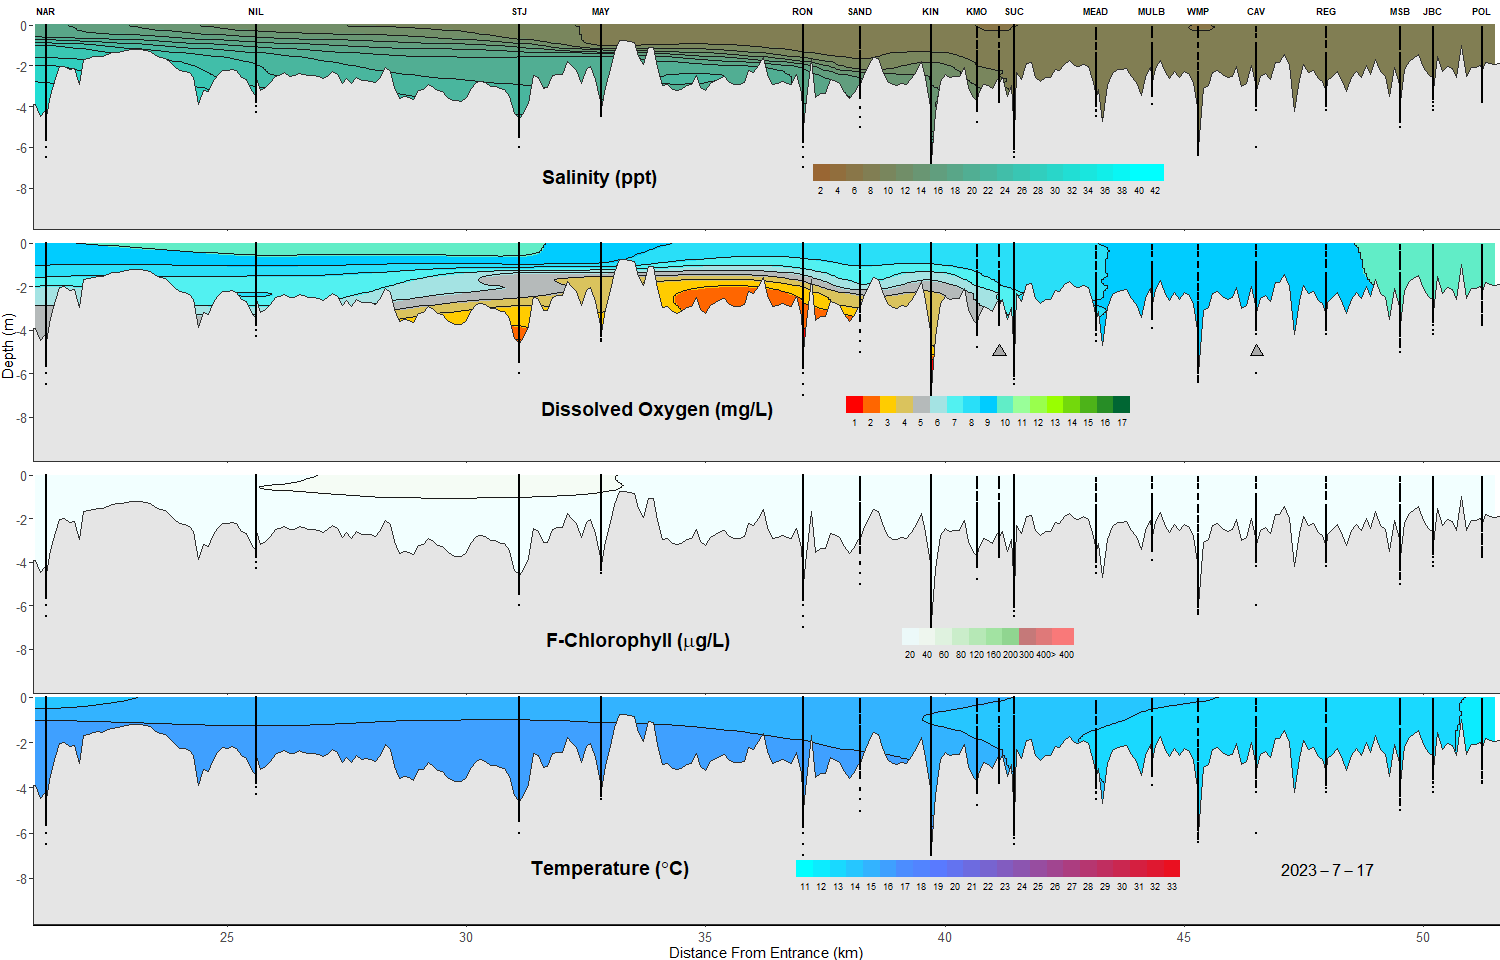 NAR NIL STJ MAY RON SAND KIN KMO SUC MEAD MULB WMP CAV REG MSB JBC POL
0
-2
-4
-6
-8
Salinity (ppt)
2 4 6 8 10 12 14 16 18 20 22 24 26 28 30 32 34 36 38 40 42
0
-2
-4
-6
-8
Depth (m)
Dissolved Oxygen (mg/L)
1 2 3 4 5 6 7 8 9 10 11 12 13 14 15 16 17
0
-2
-4
-6
-8
F-Chlorophyll (μg/L)
20 40 60 80 120 160 200 300 400> 400
0
-2
-4
-6
-8
Temperature (°C)
11 12 13 14 15 16 17 18 19 20 21 22 23 24 25 26 27 28 29 30 31 32 33
2023 – 7 – 17
25 30 35 40 45 50
Distance From Entrance (km)